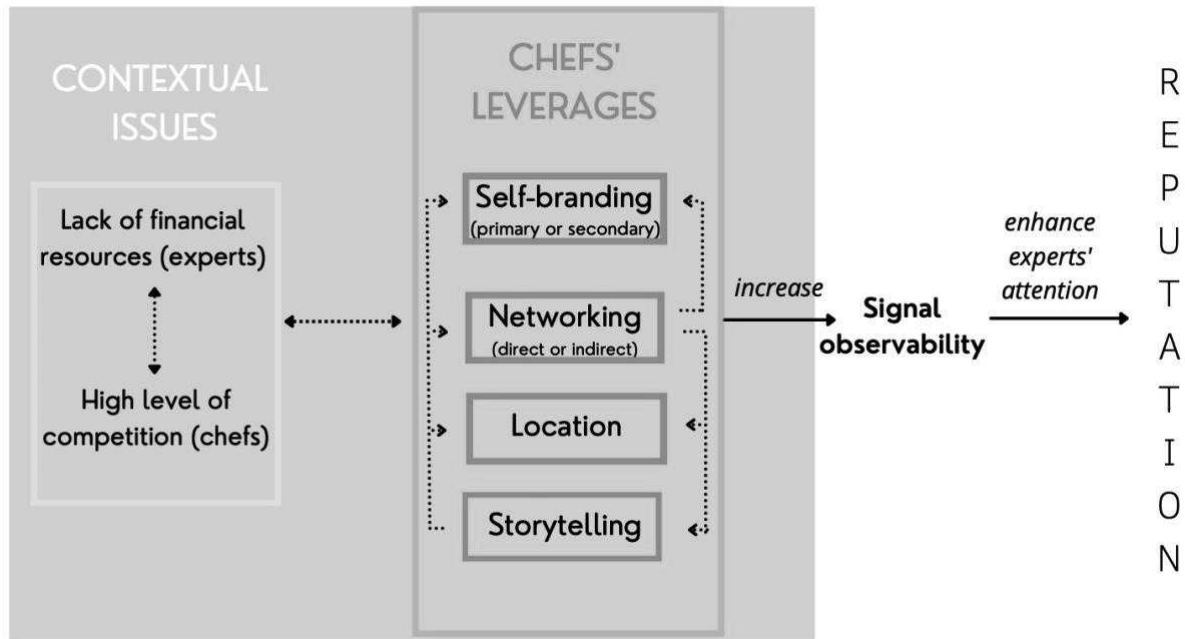 CONTEXTUAL
ISSUES
Lack of financial
resources (experts)
High level of
competition (chefs)
CHEFS'
LEVERAGES
Self-branding
(primary or secondary)
Networking
(direct or indirect)
Location
Storytelling
increase
Signal
observability
enhance
experts'
attention
REPUTATION